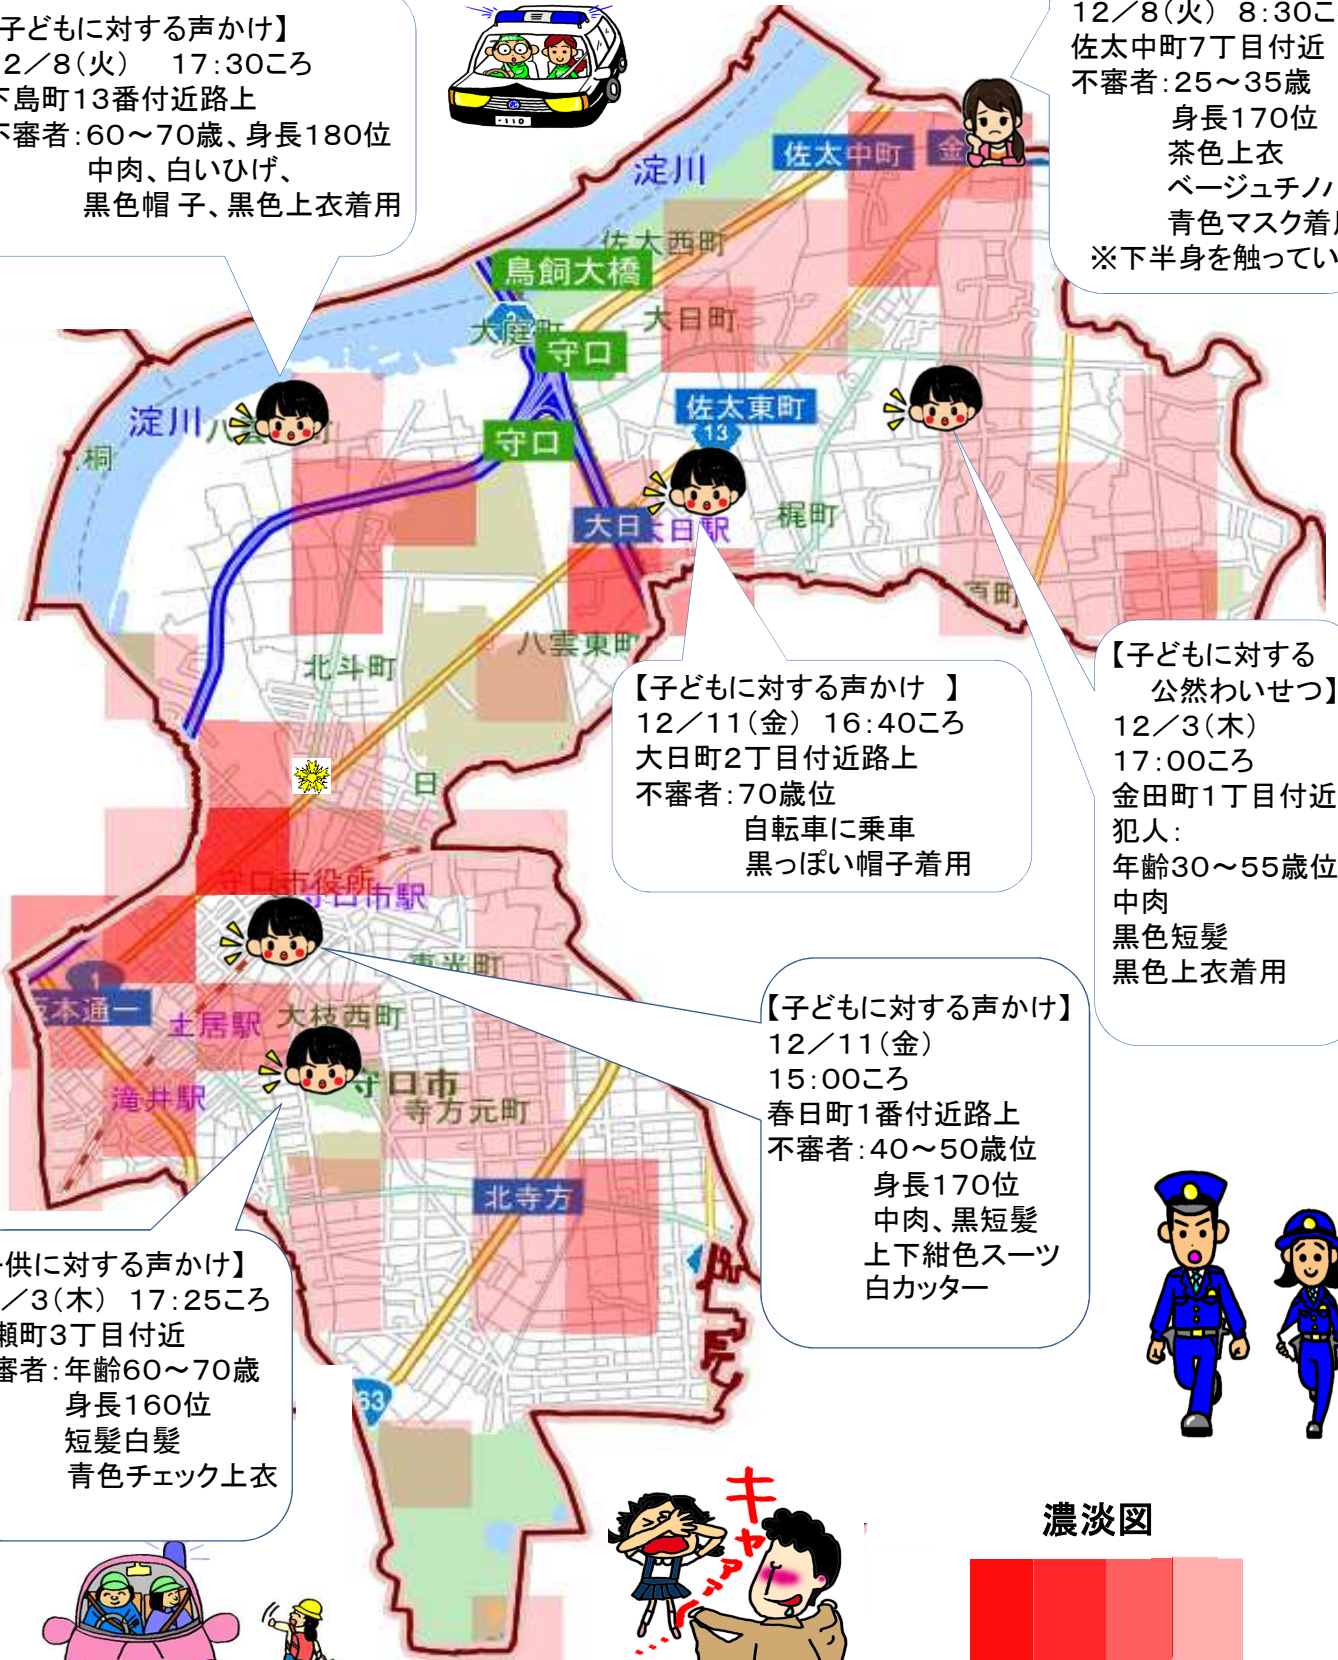 子どもに対する声かけ】
12／8(火)　17:30ころ
下島町13番付近路上
不審者:60～70歳、身長180位
中肉、白いひげ、
黒色帽 子、黒色上衣着用
12／8(火) 8:30こ
佐太中町7丁目付近
不審者:25～35歳
身長170位
茶色上衣
ベージュチノパ
青色マスク着用
※下半身を触ってい
淀川
佐太中町
金
佐太西町
鳥飼大橋
大庭町
大日町
守口
淀川
八雲
町
桐
守口
佐太東町
13
大日
大日駅
梶町
八雲東町
北斗町
日
守口市役所
守口市駅
東光町
1
坂本通一
土居駅
大枝西町
滝井駅
守口市
寺方元町
北寺方
63
【子どもに対する声かけ 】
12／11(金) 16:40ころ
大日町2丁目付近路上
不審者:70歳位
自転車に乗車
黒っぽい帽子着用
【子どもに対する
公然わいせつ】
12／3(木)
17:00ころ
金田町1丁目付近
犯人:
年齢30～55歳位
中肉
黒色短髪
黒色上衣着用
【子どもに対する声かけ】
12／11(金)
15:00ころ
春日町1番付近路上
不審者:40～50歳位
身長170位
中肉、黒短髪
上下紺色スーツ
白カッター
供に対する声かけ】
／3(木) 17:25ころ
瀬町3丁目付近
審者:年齢60～70歳
身長160位
短髪白髪
青色チェック上衣
キャアァ
濃淡図